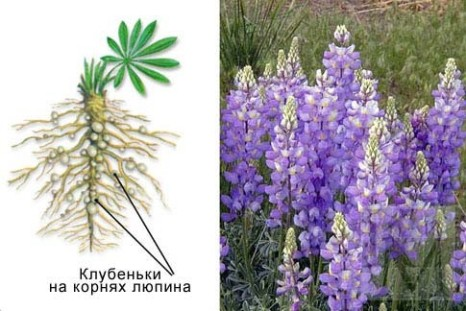 Клубеньки
на корнях люпина